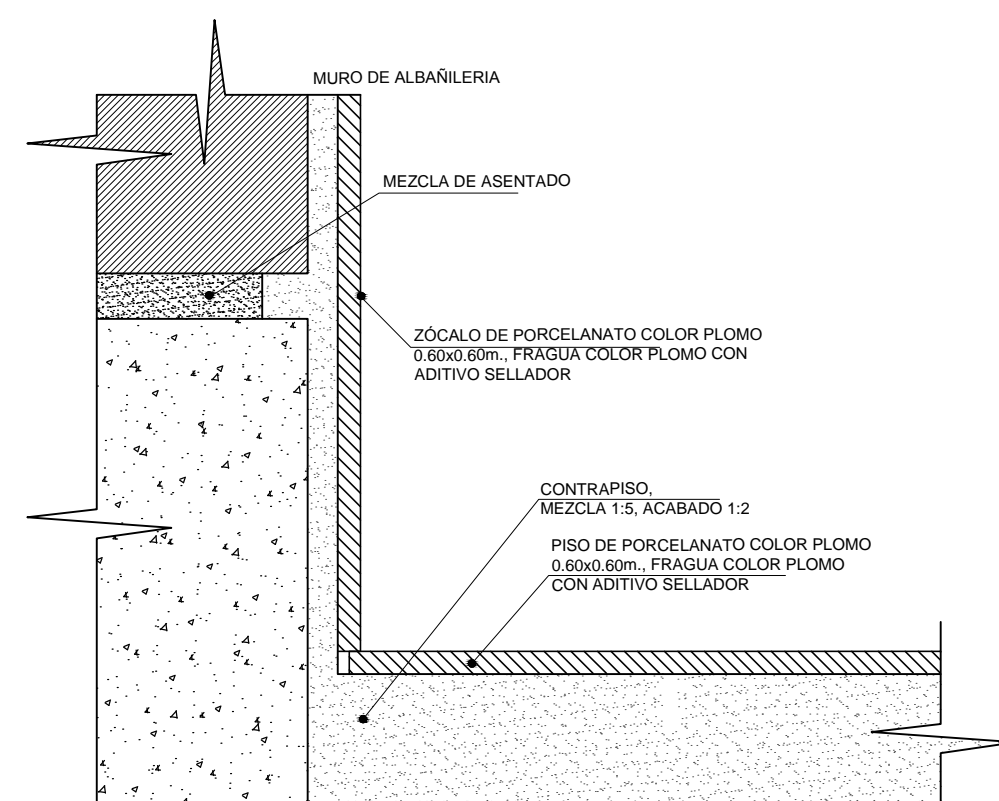 MURO DE ALBAÑILERIA
MEZCLA DE ASENTADO
ZÓCALO DE PORCELANATO COLOR PLOMO
0.60x0.60m., FRAGUA COLOR PLOMO CON
ADITIVO SELLADOR
CONTRAPISO,
MEZCLA 1:5, ACABADO 1:2
PISO DE PORCELANATO COLOR PLOMO
0.60x0.60m., FRAGUA COLOR PLOMO
CON ADITIVO SELLADOR